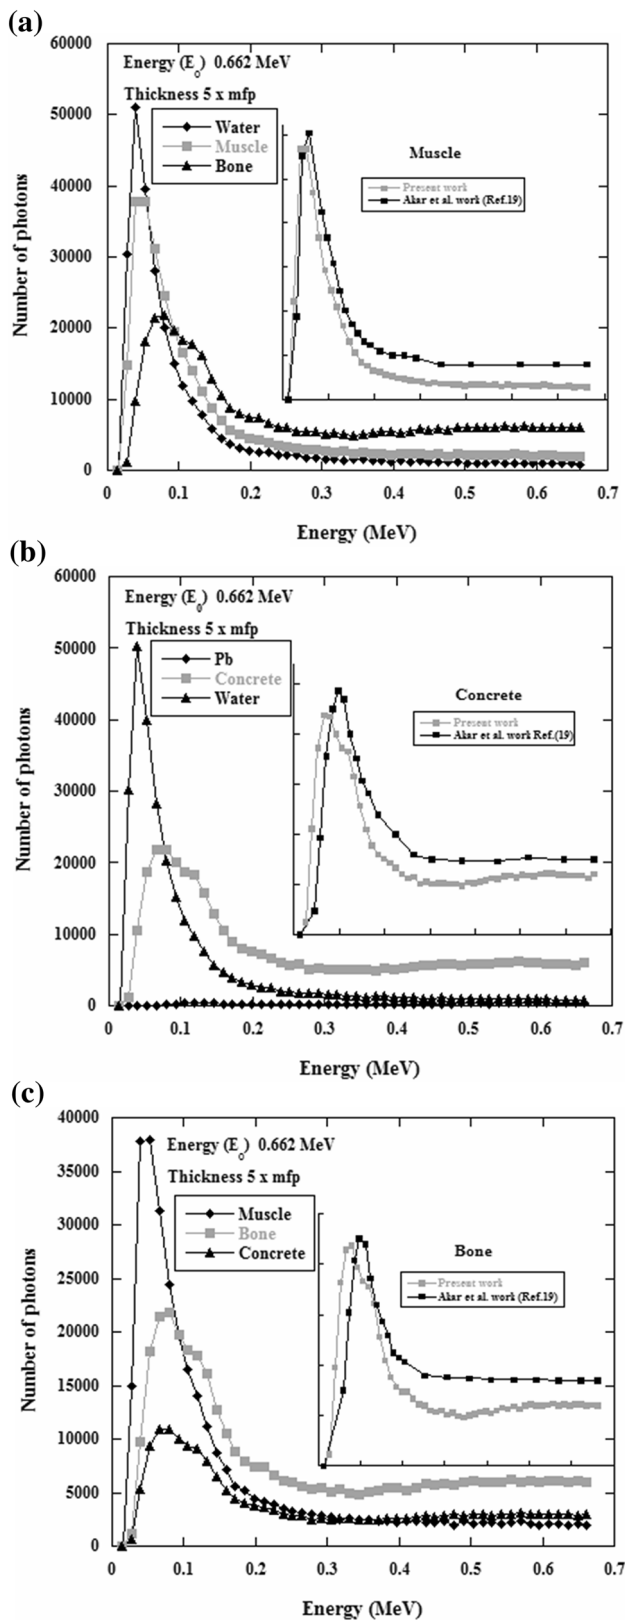 (a)
60000
50000
40000
30000
20000
10000
0
Number of photons
Energy (Eo) 0.662 MeV
Thickness 5 x mfp
Water
Muscle
Bone
Muscle
Present work
Akar et al. work (Ref.19)
0 0.1 0.2 0.3 0.4 0.5 0.6 0.7
Energy (MeV)
(b)
60000
50000
40000
30000
20000
10000
0
Number of photons
Energy (E0) 0.662 MeV
Thickness 5 x mfp
Pb
Concrete
Water
Concrete
Present work
Akar et al. work Ref.(19)
0 0.1 0.2 0.3 0.4 0.5 0.6 0.7
Energy (MeV)
(c)
40000
35000
30000
25000
20000
15000
10000
5000
0
Number of photons
Energy (Eo) 0.662 MeV
Thickness 5 x mfp
Muscle
Bone
Concrete
Bone
Present work
Akar et al. work (Ref.19)
0 0.1 0.2 0.3 0.4 0.5 0.6 0.7
Energy (MeV)